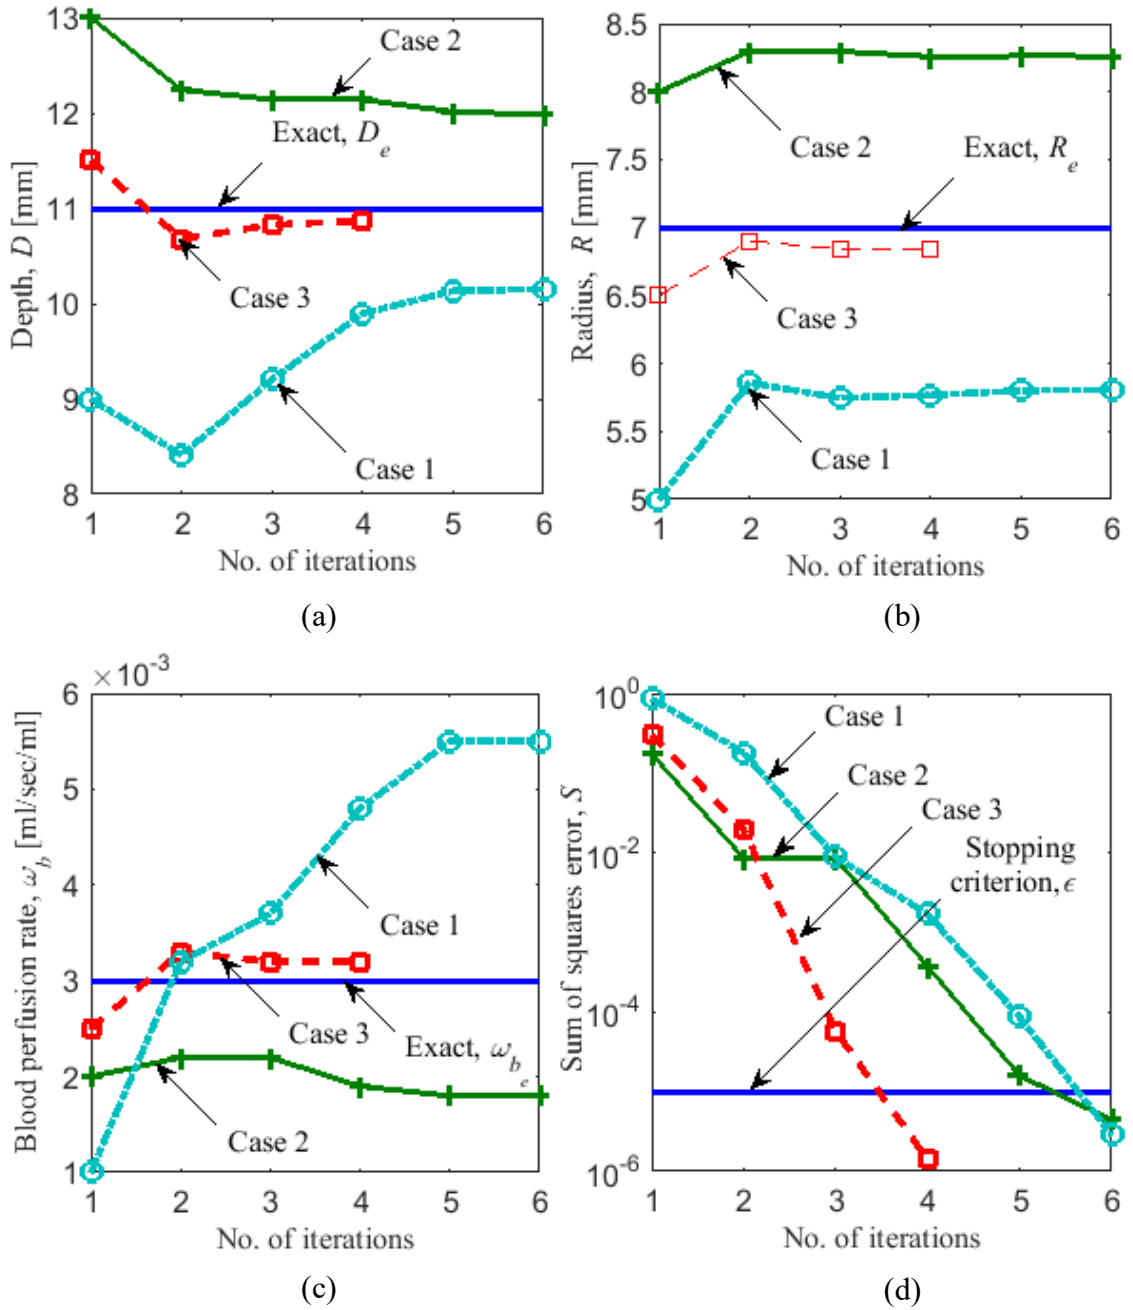 13
12
11
10
9
8
Depth, D [mm]
Case 2
Exact, D_e
Case 3
Case 1
1 2 3 4 5 6
No. of iterations
(a)
8.5
8
7.5
7
6.5
6
5.5
5
Radius, R [mm]
Case 2
Exact, R_e
Case 3
Case 1
1 2 3 4 5 6
No. of iterations
(b)
×10^-3
6
5
4
3
2
1
Blood perfusion rate, ω_b [ml/sec/ml]
Case 1
Case 3
Exact, ω_b_e
Case 2
1 2 3 4 5 6
No. of iterations
(c)
10^0
10^-2
10^-4
10^-6
Sum of squares error, S
Case 1
Case 2
Case 3
Stopping
criterion, ϵ
1 2 3 4 5 6
No. of iterations
(d)